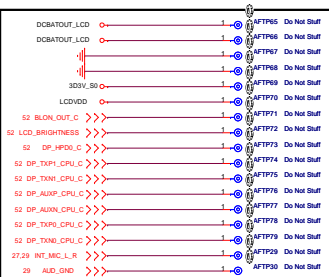 DCBATOUT_LCD 1 AFTP65 Do Not Stuff
DCBATOUT_LCD 1 AFTP66 Do Not Stuff
1 AFTP67 Do Not Stuff
1 AFTP68 Do Not Stuff
3D3V_S0 1 AFTP69 Do Not Stuff
LCDVDD 1 AFTP70 Do Not Stuff
52 BLON_OUT_C 1 AFTP71 Do Not Stuff
52 LCD_BRIGHTNESS 1 AFTP72 Do Not Stuff
52 DP_HPD0_C 1 AFTP73 Do Not Stuff
52 DP_TXP1_CPU_C 1 AFTP74 Do Not Stuff
52 DP_TXN1_CPU_C 1 AFTP75 Do Not Stuff
52 DP_AUXP_CPU_C 1 AFTP76 Do Not Stuff
52 DP_AUXN_CPU_C 1 AFTP77 Do Not Stuff
52 DP_TXP0_CPU_C 1 AFTP78 Do Not Stuff
52 DP_TXN0_CPU_C 1 AFTP79 Do Not Stuff
27,29 INT_MIC_L_R 1 AFTP29 Do Not Stuff
29 AUD_GND 1 AFTP30 Do Not Stuff